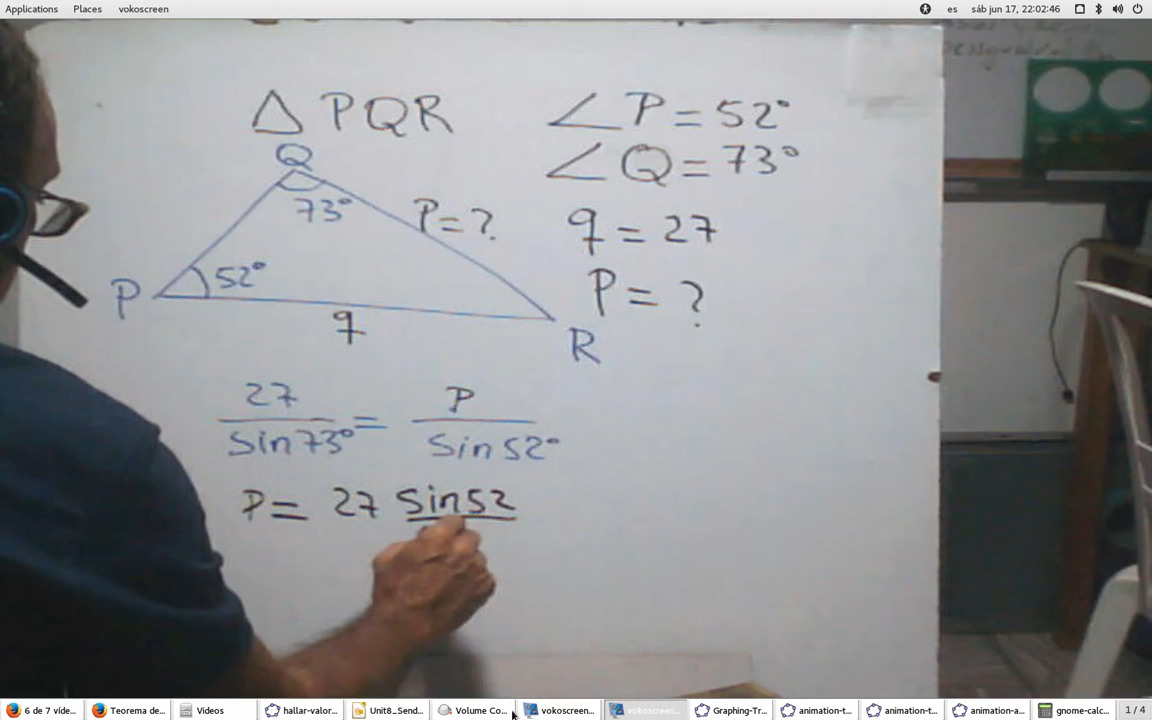 Applications Places vokoscreen es sáb jun 17, 22:02:46
△ PQR
∠P = 52°
Q
∠Q = 73°
73°
P = ?
q = 27
52°
P
P = ?
q
R
27 / Sin 73° = P / Sin 52°
P = 27 Sin 52
6 de 7 víde... Teorema de... Videos hallar-valor... Unit8_Send... Volume Co... vokoscreen... vokoscreen... Graphing-Tr... animation-t... animation-t... animation-a... gnome-calc... 1 / 4